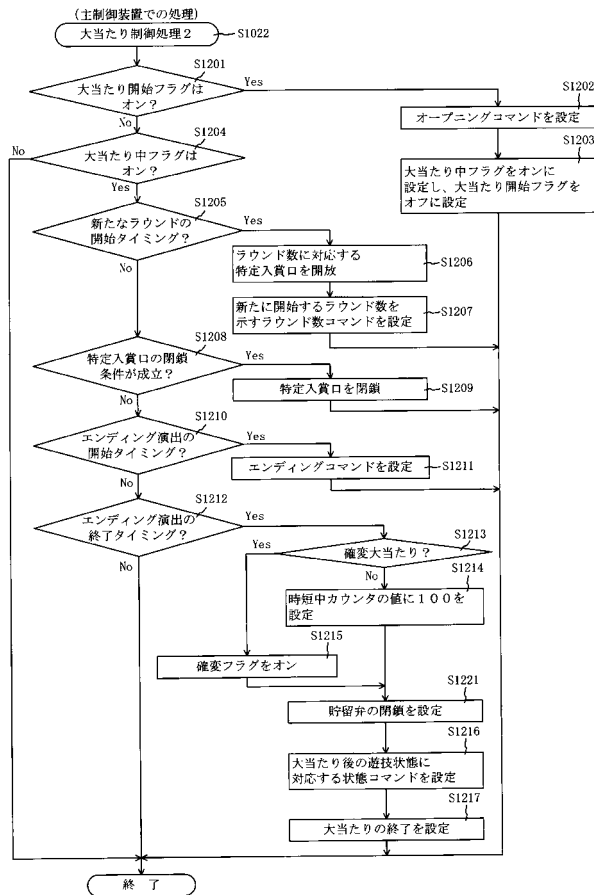 (主制御装置での処理)
大当たり制御処理2
S1022
S1201
大当たり開始フラグは
オン?
Yes
No
S1202
オープニングコマンドを設定
S1203
大当たり中フラグをオンに
設定し、大当たり開始フラグを
オフに設定
S1204
大当たり中フラグは
オン?
No
Yes
S1205
新たなラウンドの
開始タイミング?
Yes
No
ラウンド数に対応する
特定入賞口を開放
S1206
新たに開始するラウンド数を
示すラウンド数コマンドを設定
S1207
S1208
特定入賞口の閉鎖
条件が成立?
Yes
No
特定入賞口を閉鎖
S1209
S1210
エンディング演出の
開始タイミング?
Yes
No
エンディングコマンドを設定
S1211
S1212
エンディング演出の
終了タイミング?
Yes
No
S1213
確変大当たり?
Yes
No
S1214
時短中カウンタの値に100を
設定
S1215
確変フラグをオン
S1221
貯留弁の閉鎖を設定
S1216
大当たり後の遊技状態に
対応する状態コマンドを設定
S1217
大当たりの終了を設定
終 了